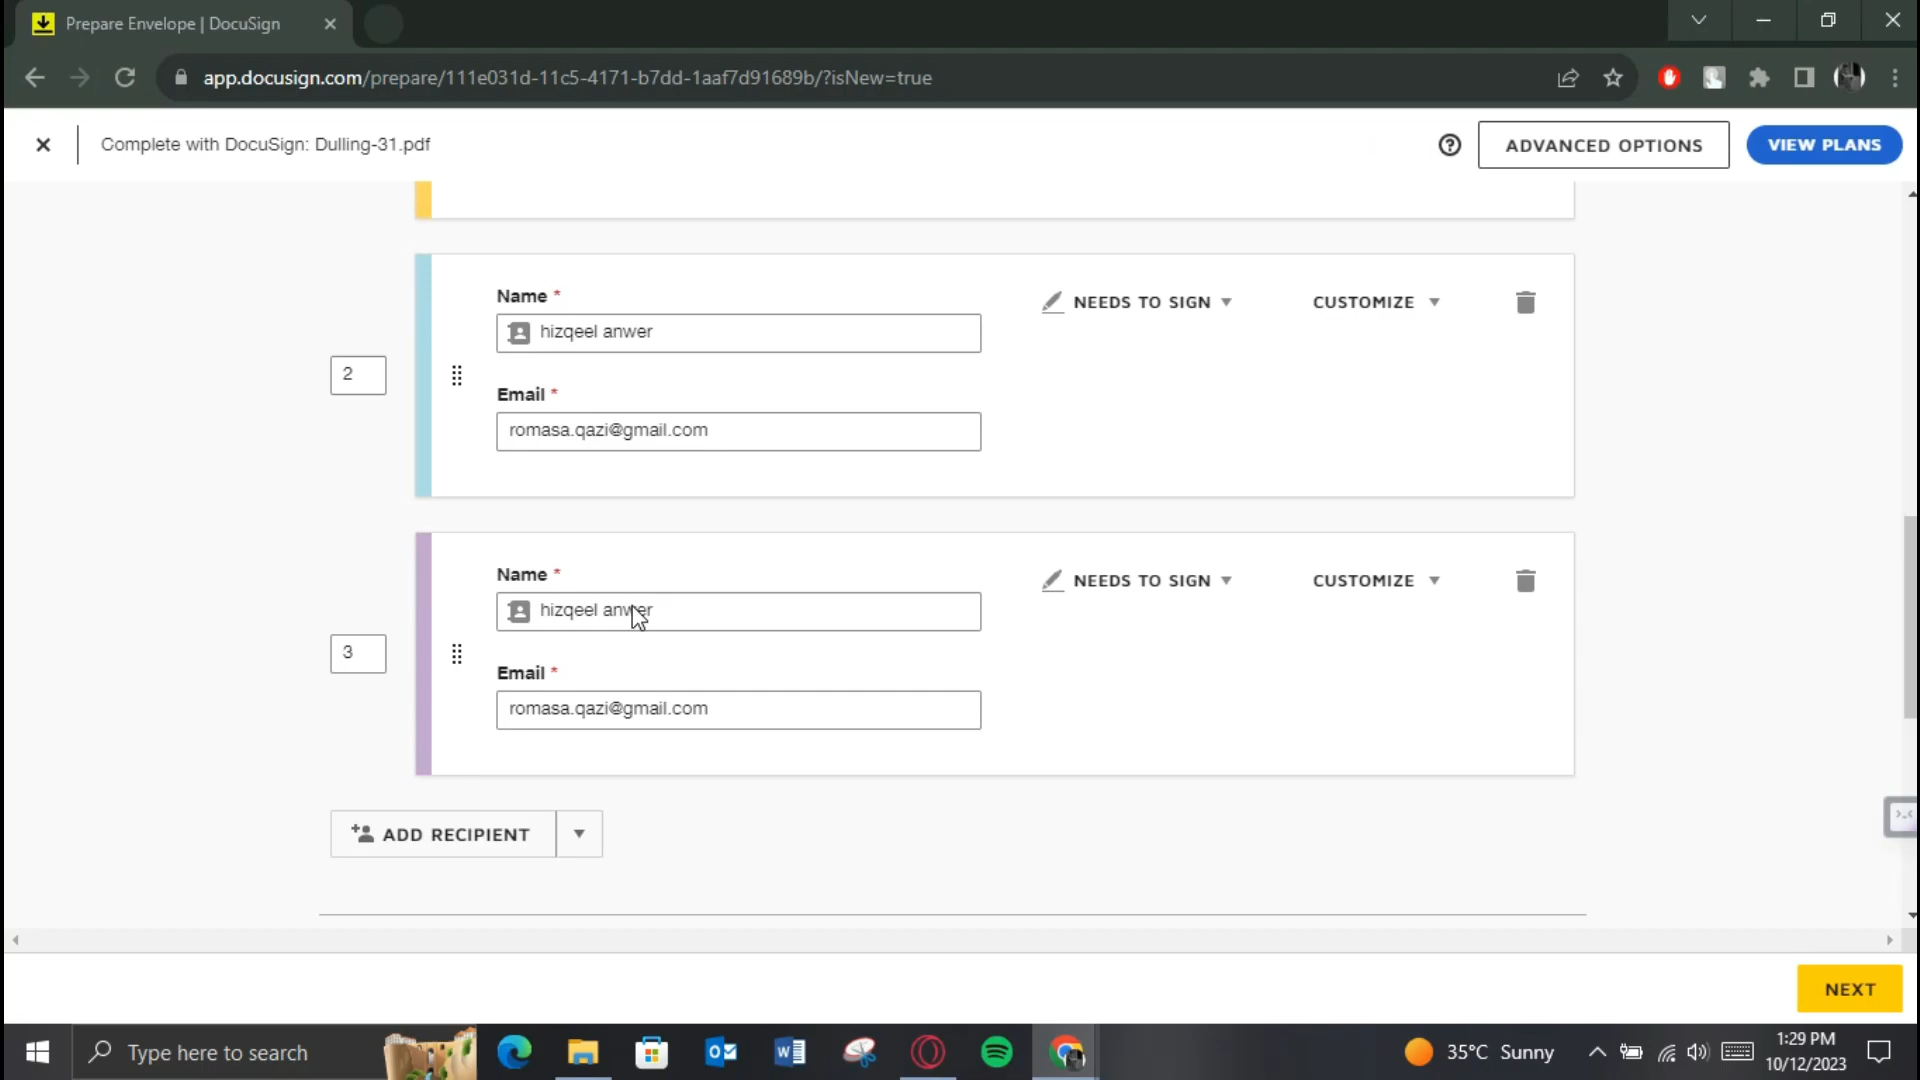 Prepare Envelope | DocuSign
app.docusign.com/prepare/111e031d-11c5-4171-b7dd-1aaf7d91689b/?isNew=true
Complete with DocuSign: Dulling-31.pdf
ADVANCED OPTIONS
VIEW PLANS
Name *
NEEDS TO SIGN
CUSTOMIZE
hizqeel anwer
2
Email *
romasa.qazi@gmail.com
Name *
NEEDS TO SIGN
CUSTOMIZE
hizqeel anwer
3
Email *
romasa.qazi@gmail.com
ADD RECIPIENT
NEXT
Type here to search
35°C Sunny
1:29 PM
10/12/2023